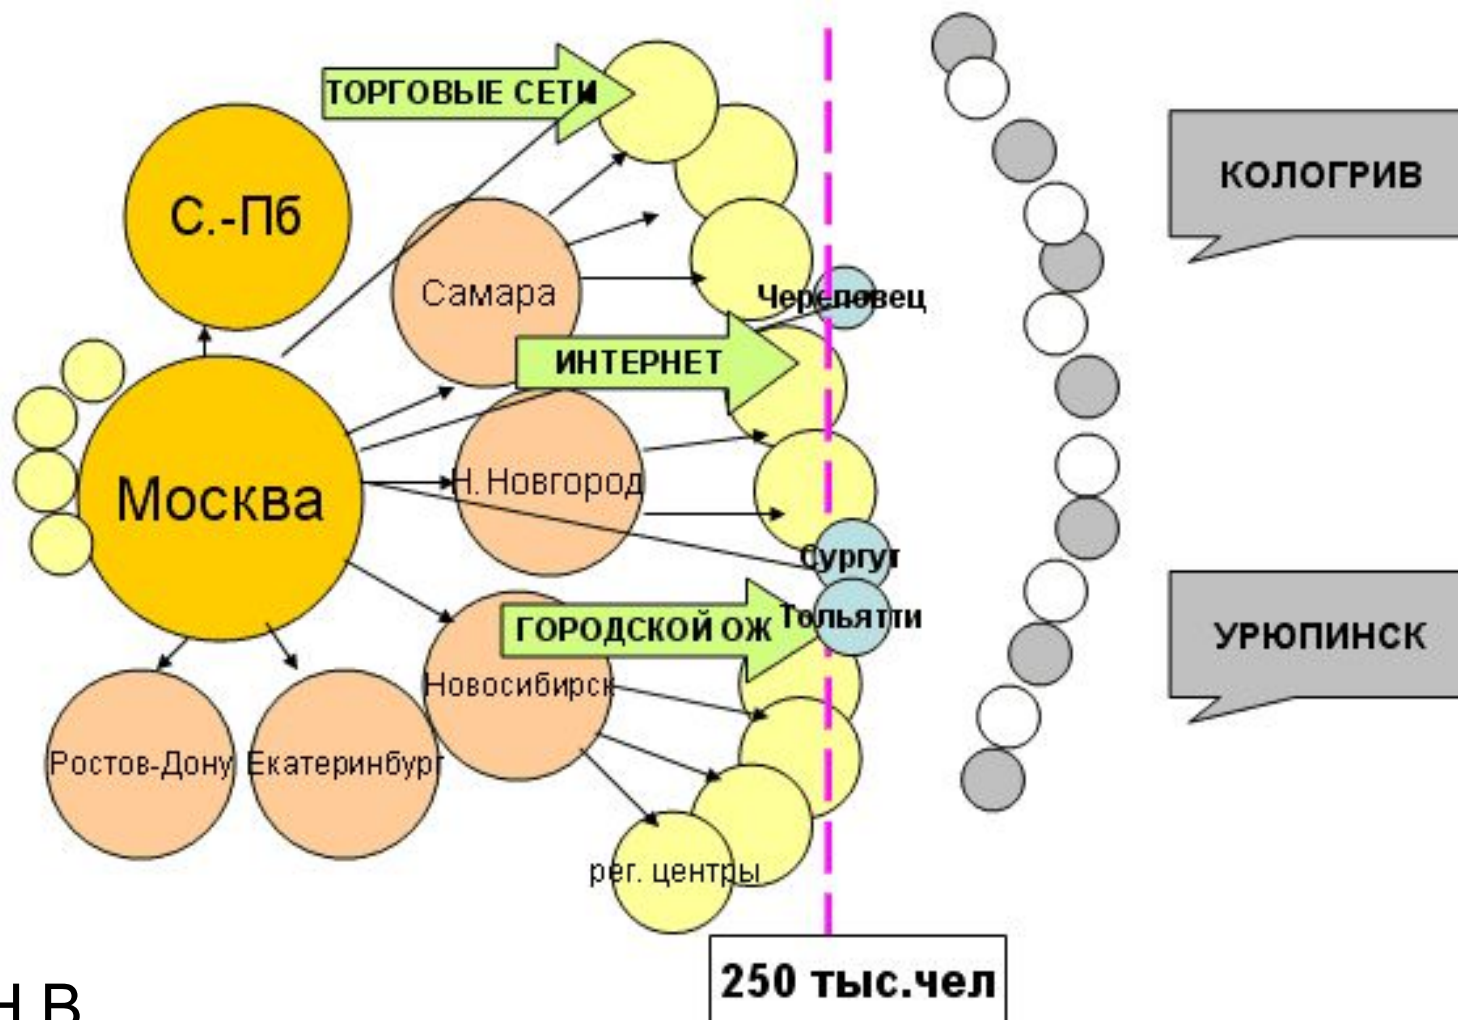 ТОРГОВЫЕ СЕТИ
КОЛОГРИВ
С.-Пб
Самара
Череповец
ИНТЕРНЕТ
Москва
Н. Новгород
Сургут
Тольятти
ГОРОДСКОЙ ОЖ
УРЮПИНСК
Новосибирск
Ростов-Дону
Екатеринбург
рег. центры
250 тыс.чел
Н.В.